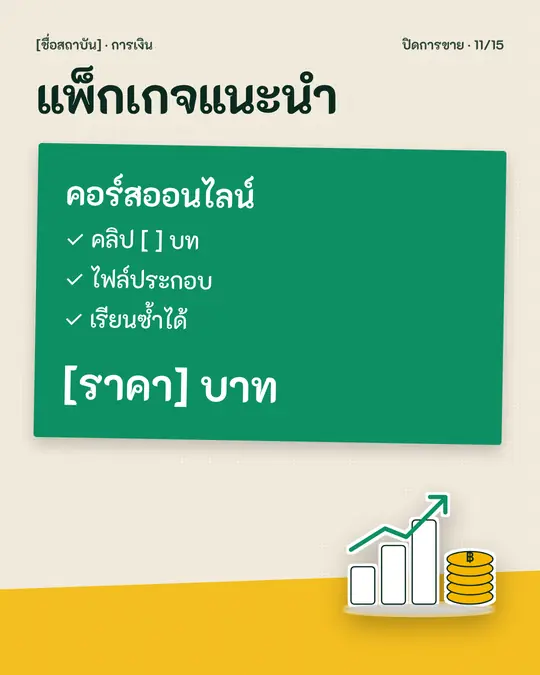 [ชื่อสถาบัน] · การเงิน
ปิดการขาย · 11/15
แพ็กเกจแนะนำ
คอร์สออนไลน์
✓ คลิป [ ] บท
✓ ไฟล์ประกอบ
✓ เรียนซ้ำได้
[ราคา] บาท
฿